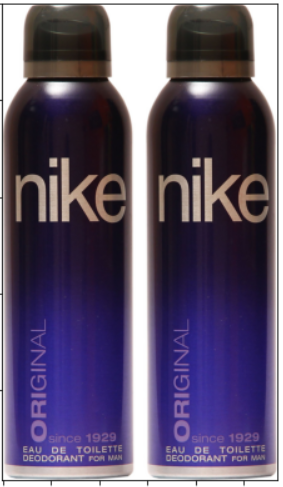 nike
ORIGINAL
since 1929
EAU DE TOILETTE
DEODORANT FOR MAN
nike
ORIGINAL
since 1929
EAU DE TOILETTE
DEODORANT FOR MAN